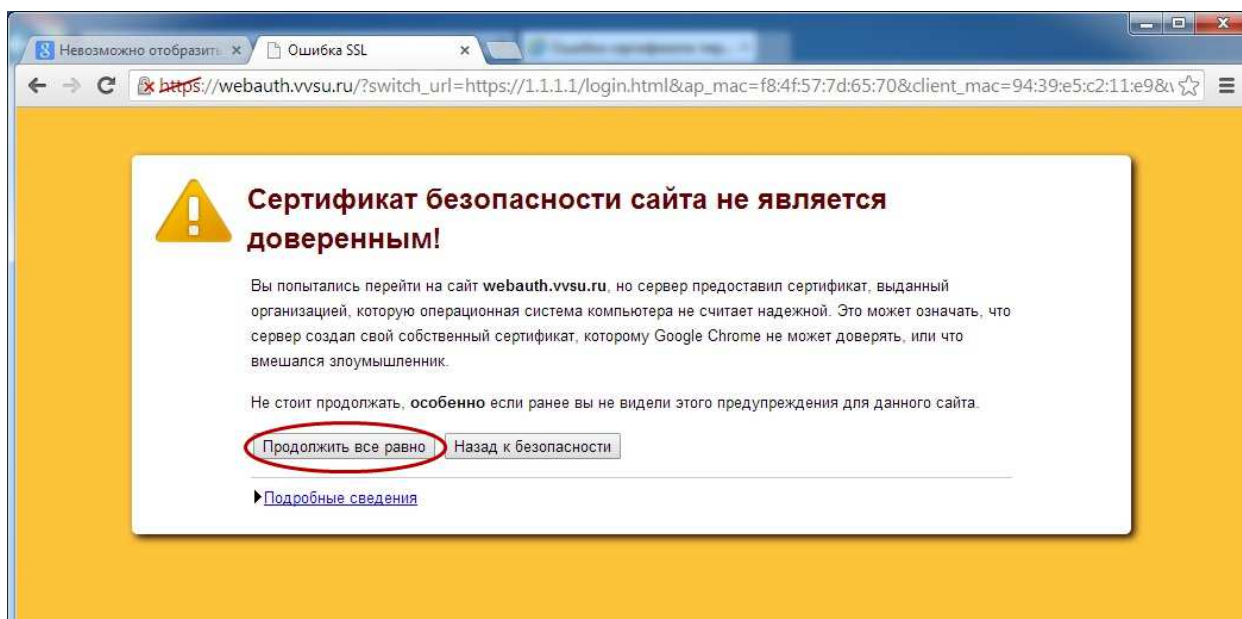 Невозможно отобразить
Ошибка SSL
https://webauth.vvsu.ru/?switch_url=https://1.1.1.1/login.html&ap_mac=f8:4f:57:7d:65:70&client_mac=94:39:e5:c2:11:e9&
Сертификат безопасности сайта не является
доверенным!
Вы попытались перейти на сайт webauth.vvsu.ru, но сервер предоставил сертификат, выданный
организацией, которую операционная система компьютера не считает надежной. Это может означать, что
сервер создал свой собственный сертификат, которому Google Chrome не может доверять, или что
вмешался злоумышленник.
Не стоит продолжать, особенно если ранее вы не видели этого предупреждения для данного сайта.
Продолжить все равно
Назад к безопасности
Подробные сведения